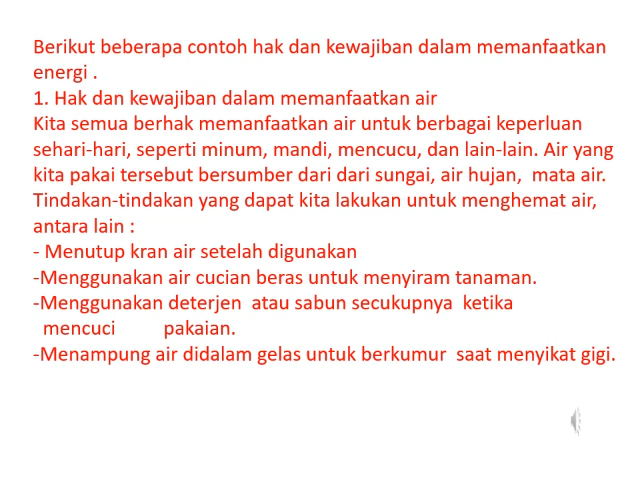 Berikut beberapa contoh hak dan kewajiban dalam memanfaatkan
energi .
1. Hak dan kewajiban dalam memanfaatkan air
Kita semua berhak memanfaatkan air untuk berbagai keperluan
sehari-hari, seperti minum, mandi, mencucu, dan lain-lain. Air yang
kita pakai tersebut bersumber dari dari sungai, air hujan,  mata air.
Tindakan-tindakan yang dapat kita lakukan untuk menghemat air,
antara lain :
- Menutup kran air setelah digunakan
-Menggunakan air cucian beras untuk menyiram tanaman.
-Menggunakan deterjen  atau sabun secukupnya  ketika
mencuci         pakaian.
-Menampung air didalam gelas untuk berkumur  saat menyikat gigi.